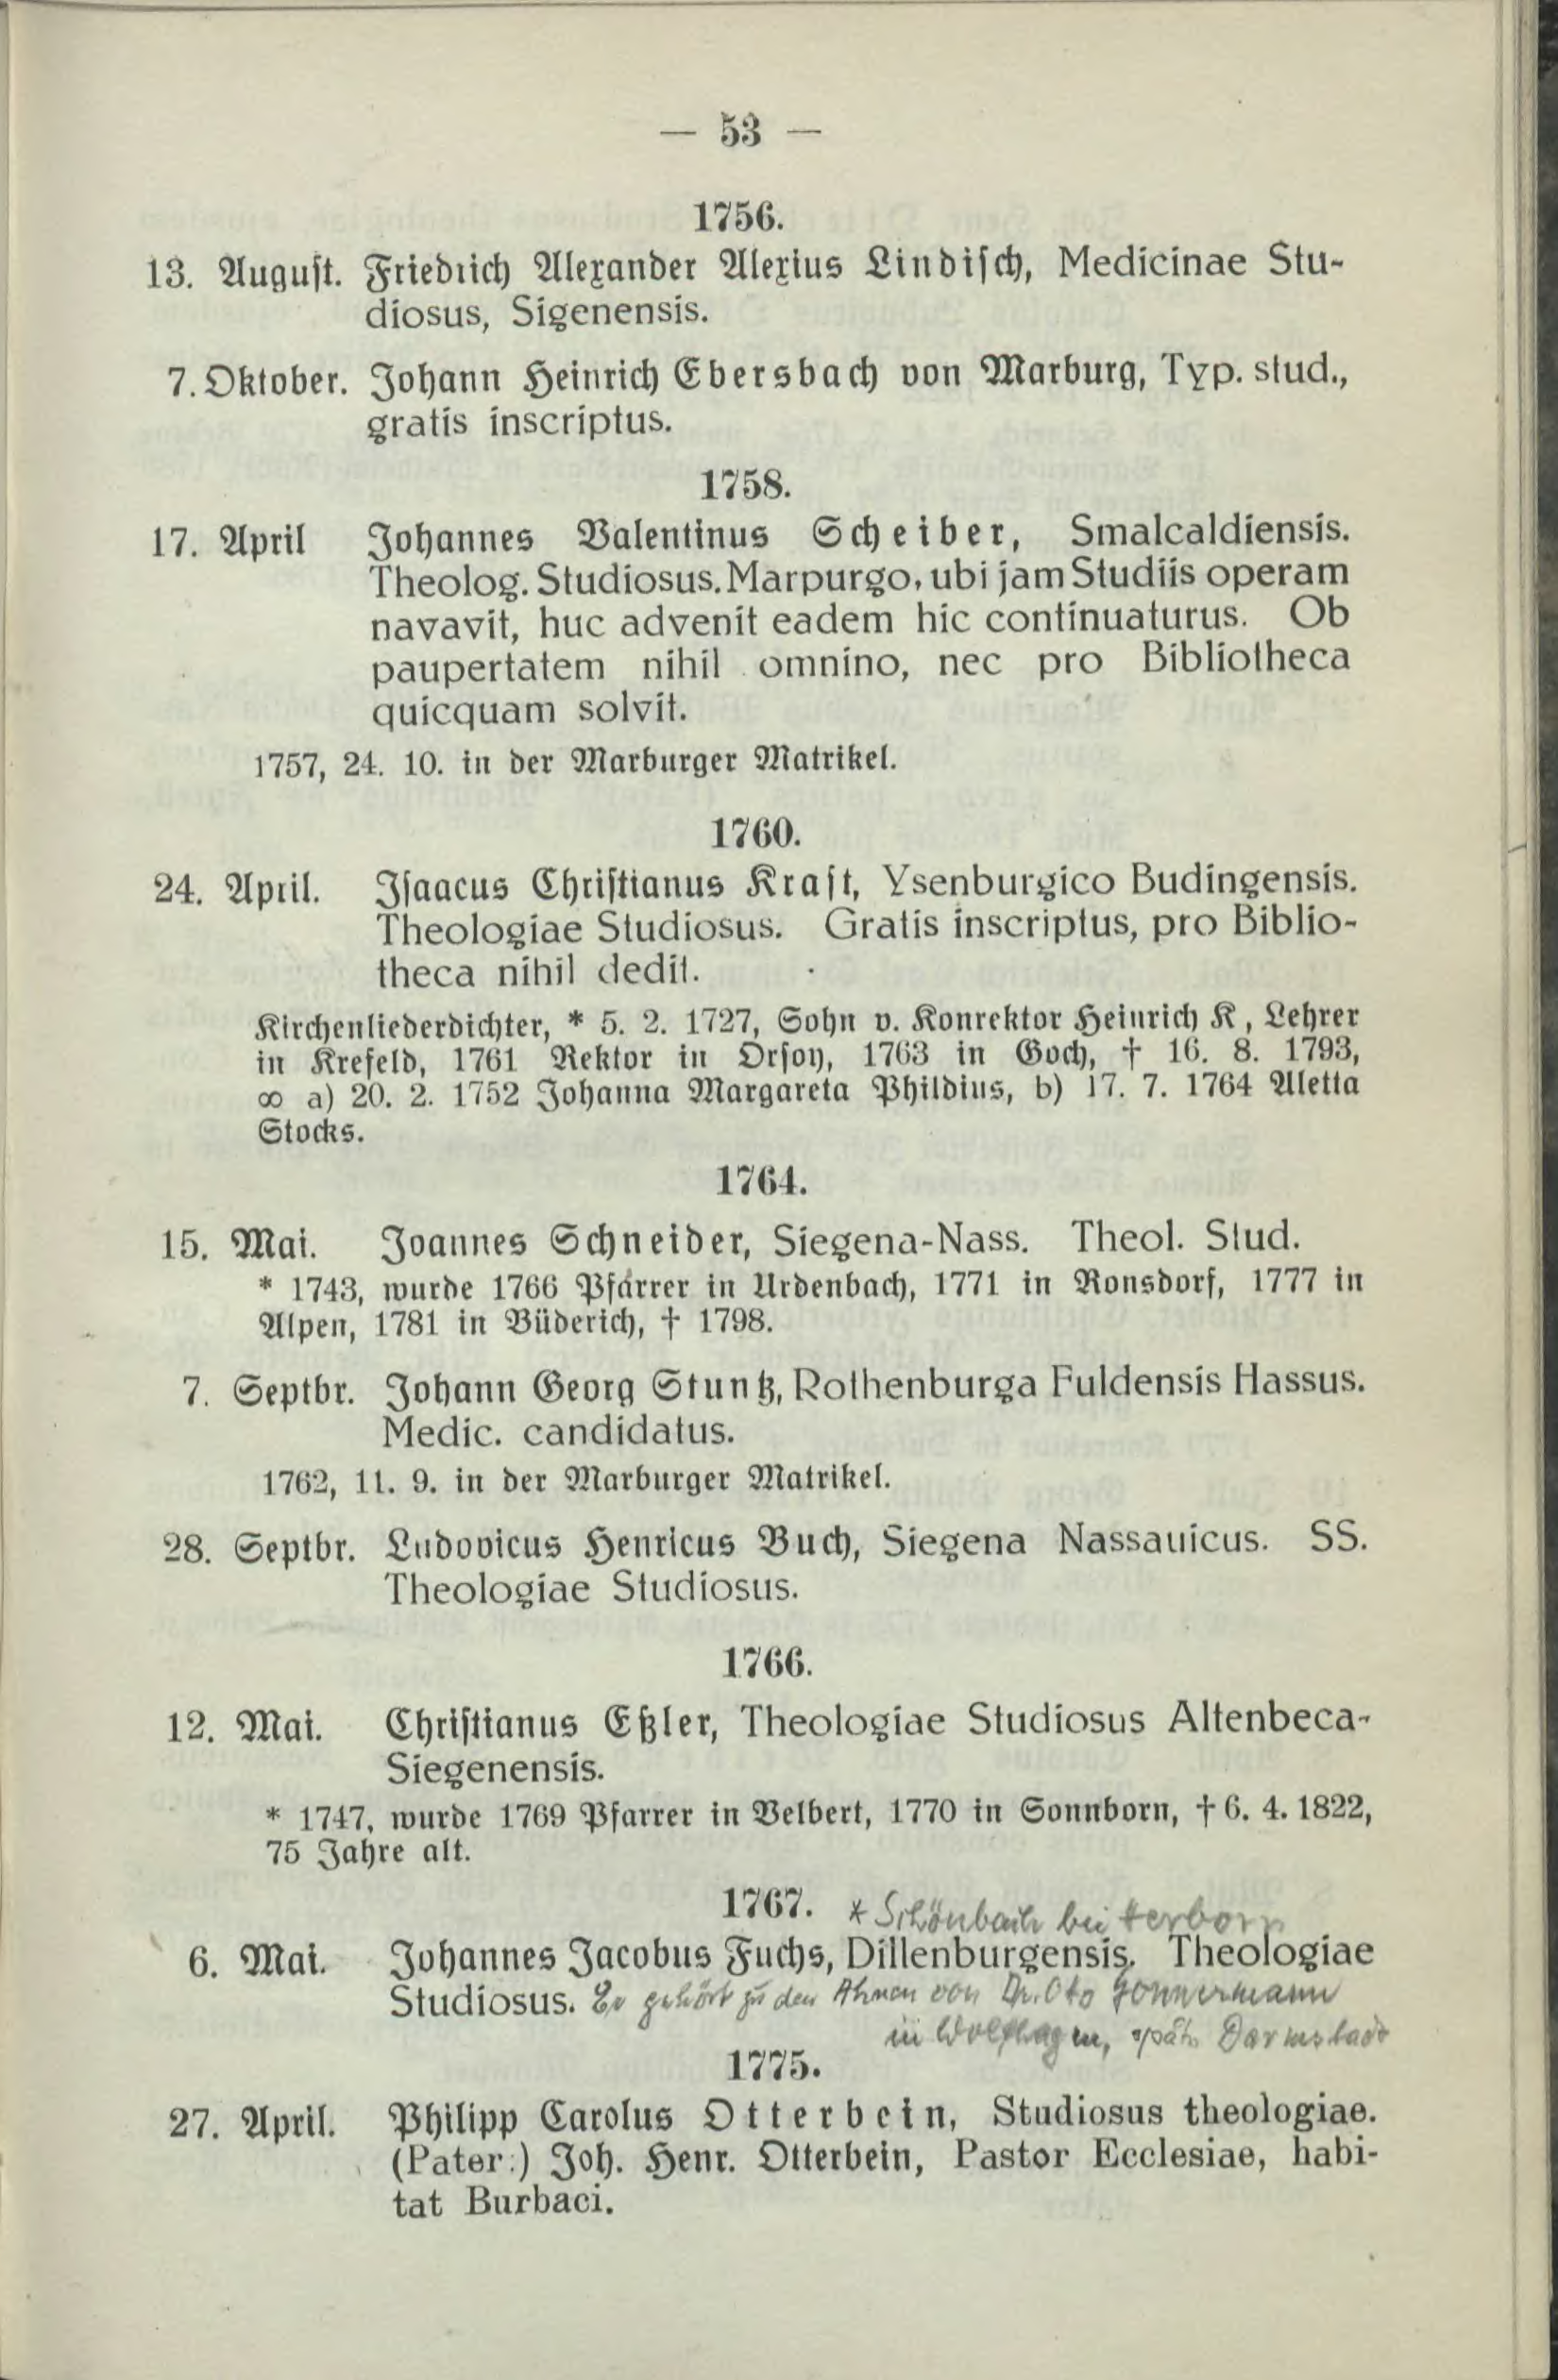 — 53 —
1756.
13. August. Friedrich Alexander Alexius Lindisch, Medicinae Stu-
diosus, Sigenensis.
7. Oktober. Johann Heinrich Ebersbach von Marburg, Typ. stud.,
gratis inscriptus.
1758.
17. April Johannes Valentinus Scheiber, Smalcaldiensis.
Theolog. Studiosus. Marpurgo, ubi jam Studiis operam
navavit, huc advenit eadem hic continuaturus. Ob
paupertatem nihil omnino, nec pro Bibliotheca
quicquam solvit.
1757, 24. 10. in der Marburger Matrikel.
1760.
24. April. Isaacus Christianus Kraft, Ysenburgico Budingensis.
Theologiae Studiosus. Gratis inscriptus, pro Biblio-
theca nihil dedit.
Kirchenliederdichter, * 5. 2. 1727, Sohn v. Konrektor Heinrich K, Lehrer
in Krefeld, 1761 Rektor in Orsoy, 1763 in Goch, † 16. 8. 1793,
∞ a) 20. 2. 1752 Johanna Margareta Phildius, b) 17. 7. 1764 Aletta
Stocks.
1764.
15. Mai. Joannes Schneider, Siegena-Nass. Theol. Stud.
* 1743, wurde 1766 Pfarrer in Urdenbach, 1771 in Ronsdorf, 1777 in
Alpen, 1781 in Büderich, † 1798.
7. Septbr. Johann Georg Stuntz, Rothenburga Fuldensis Hassus.
Medic. candidatus.
1762, 11. 9. in der Marburger Matrikel.
28. Septbr. Ludovicus Henricus Buch, Siegena Nassauicus. SS.
Theologiae Studiosus.
1766.
12. Mai. Christianus Eßler, Theologiae Studiosus Altenbeca-
Siegenensis.
* 1747, wurde 1769 Pfarrer in Velbert, 1770 in Sonnborn, † 6. 4. 1822,
75 Jahre alt.
1767. * Schönbach bei Herborn
6. Mai. Johannes Jacobus Fuchs, Dillenburgensis. Theologiae
Studiosus. Er gehört zu den Ahnen von Dr. Otto Gonnermann
in Wolfhagen, spät. Darmstadt
1775.
27. April. Philipp Carolus Otterbein, Studiosus theologiae.
(Pater:) Joh. Henr. Otterbein, Pastor Ecclesiae, habi-
tat Burbaci.